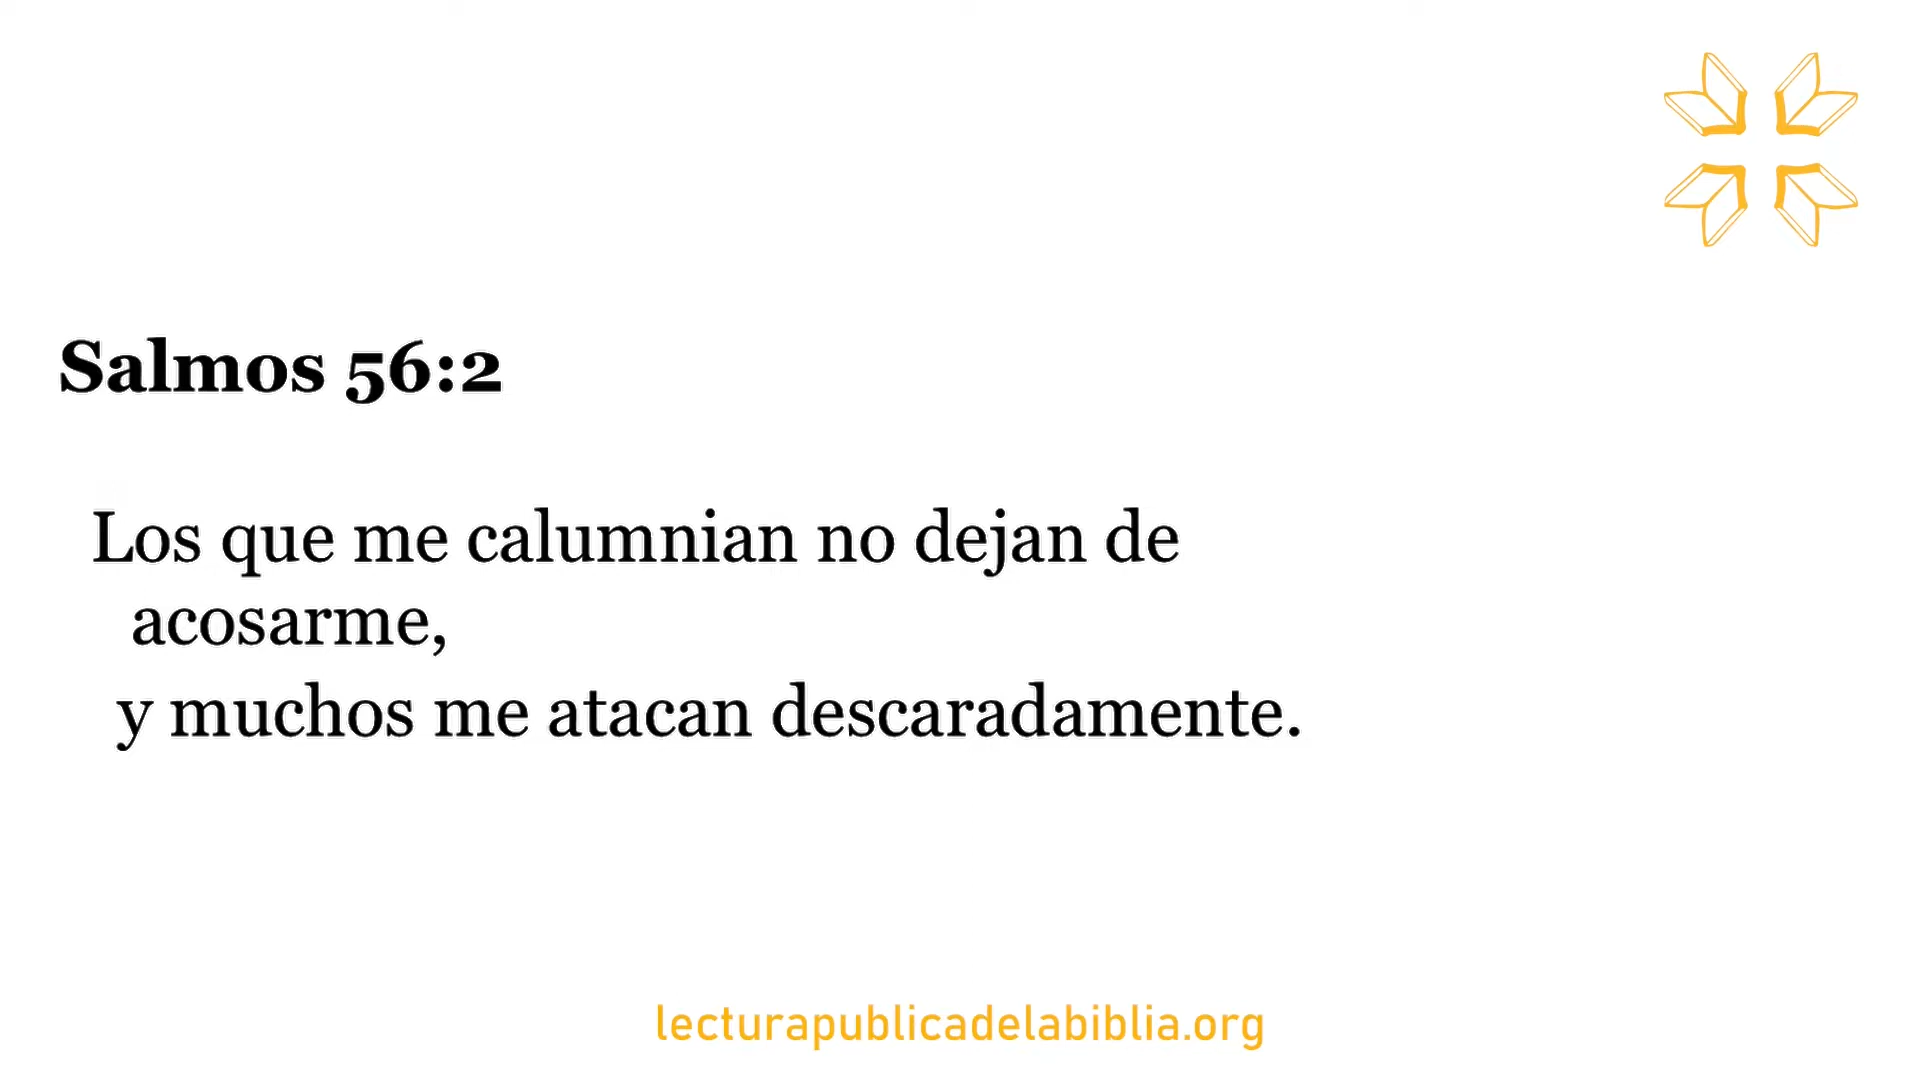 Salmos 56:2
Los que me calumnian no dejan de
acosarme,
y muchos me atacan descaradamente.
lecturapublicadelabiblia.org